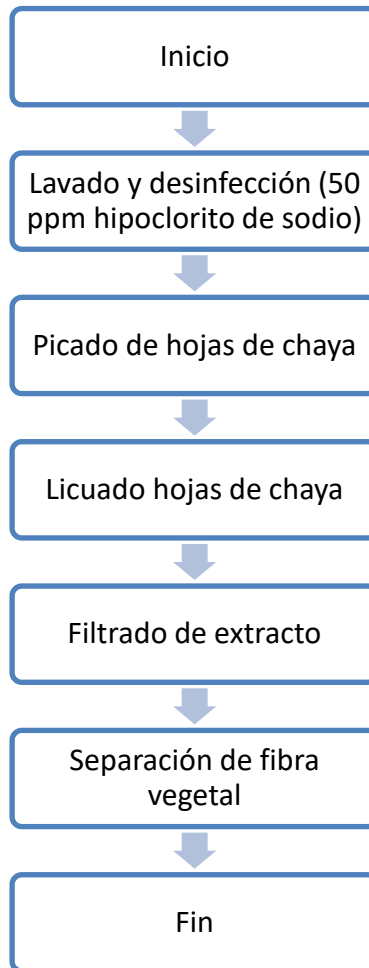 Inicio
Lavado y desinfección (50
ppm hipoclorito de sodio)
Picado de hojas de chaya
Licuado hojas de chaya
Filtrado de extracto
Separación de fibra
vegetal
Fin